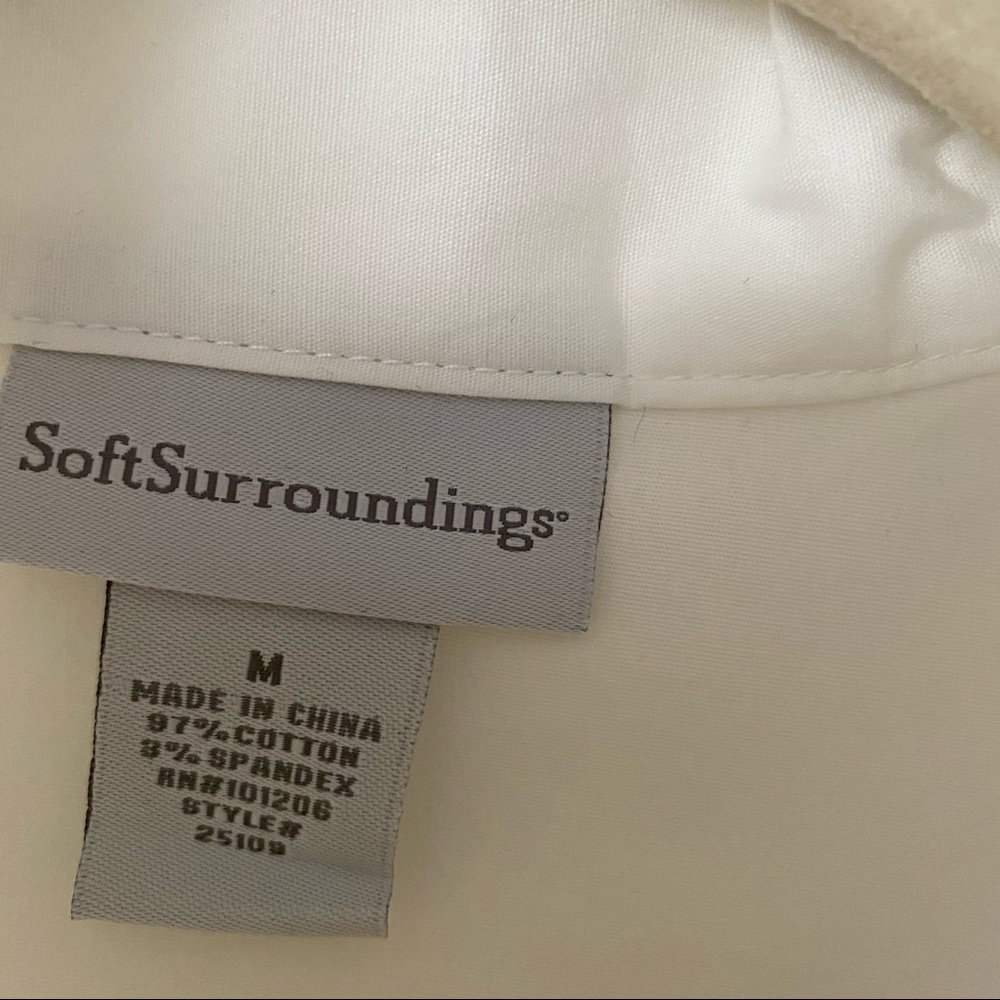 SoftSurroundings®
M
MADE IN CHINA
97% COTTON
3% SPANDEX
RN#101206
STYLE#
25109